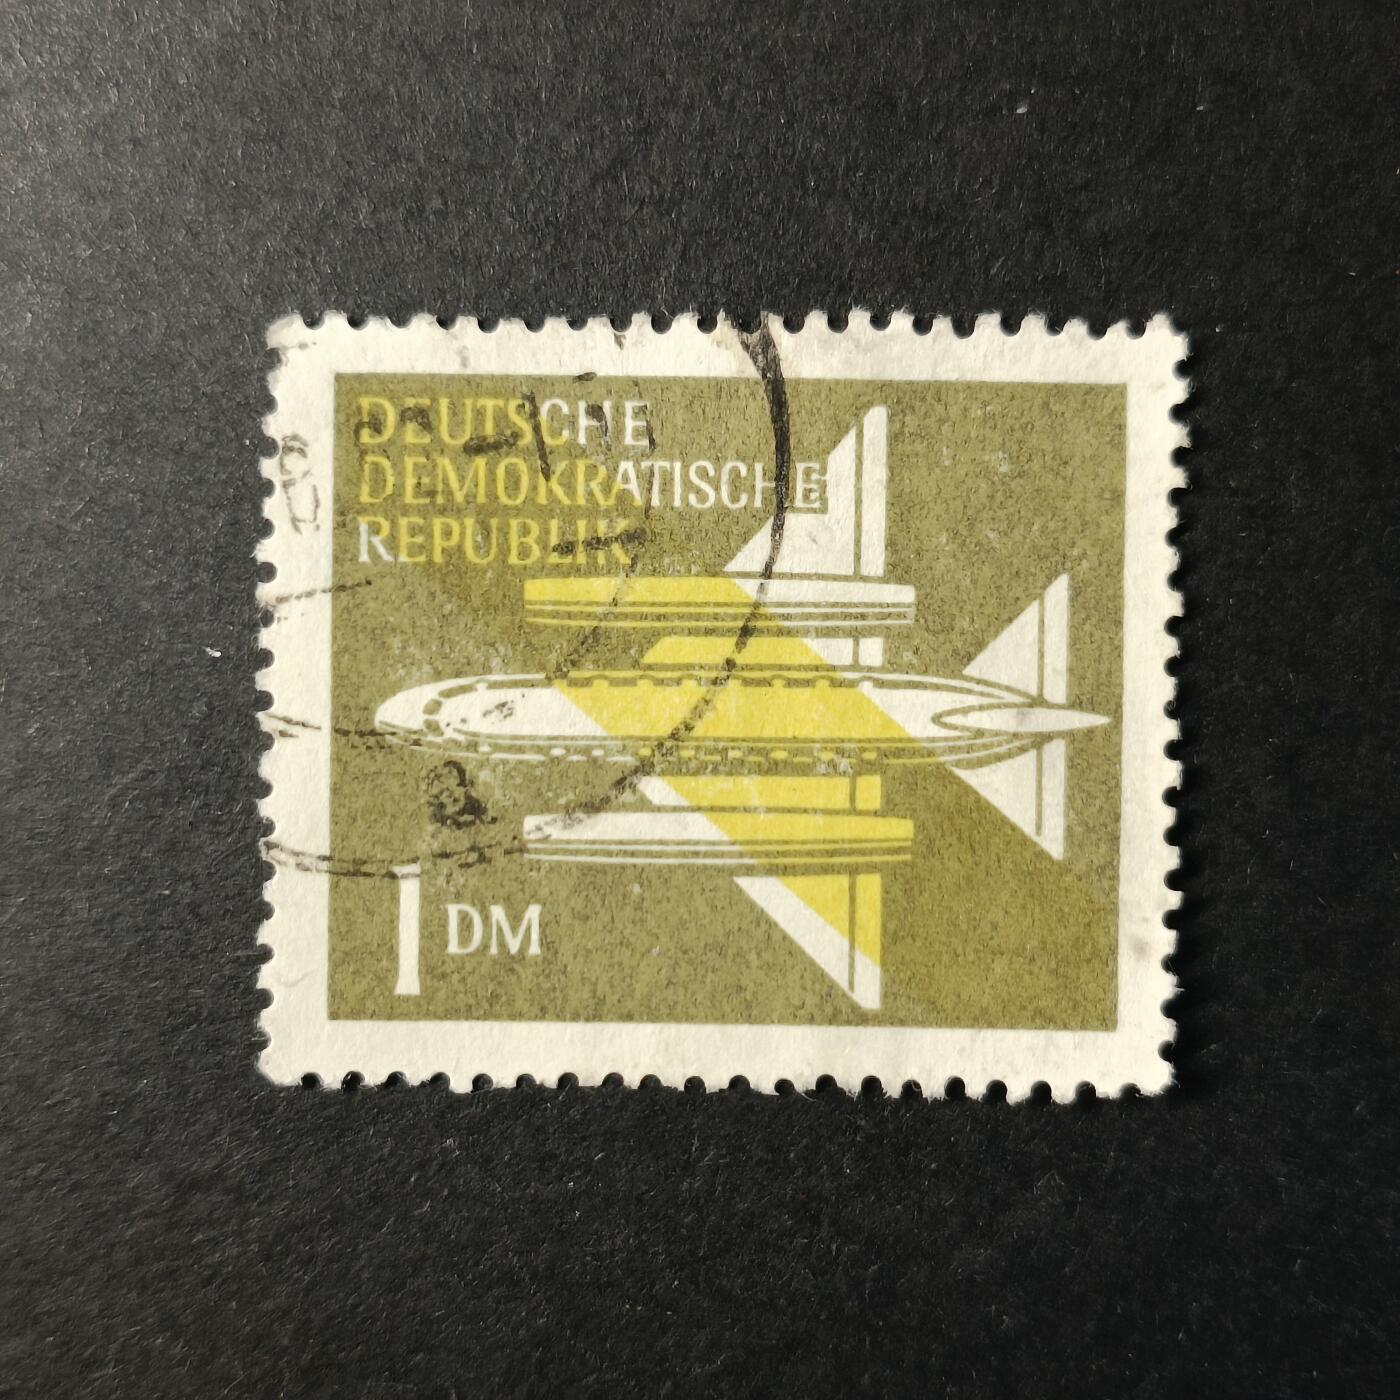 DEUTSCHE
DEMOKRATISCHE
REPUBLIK
1 DM